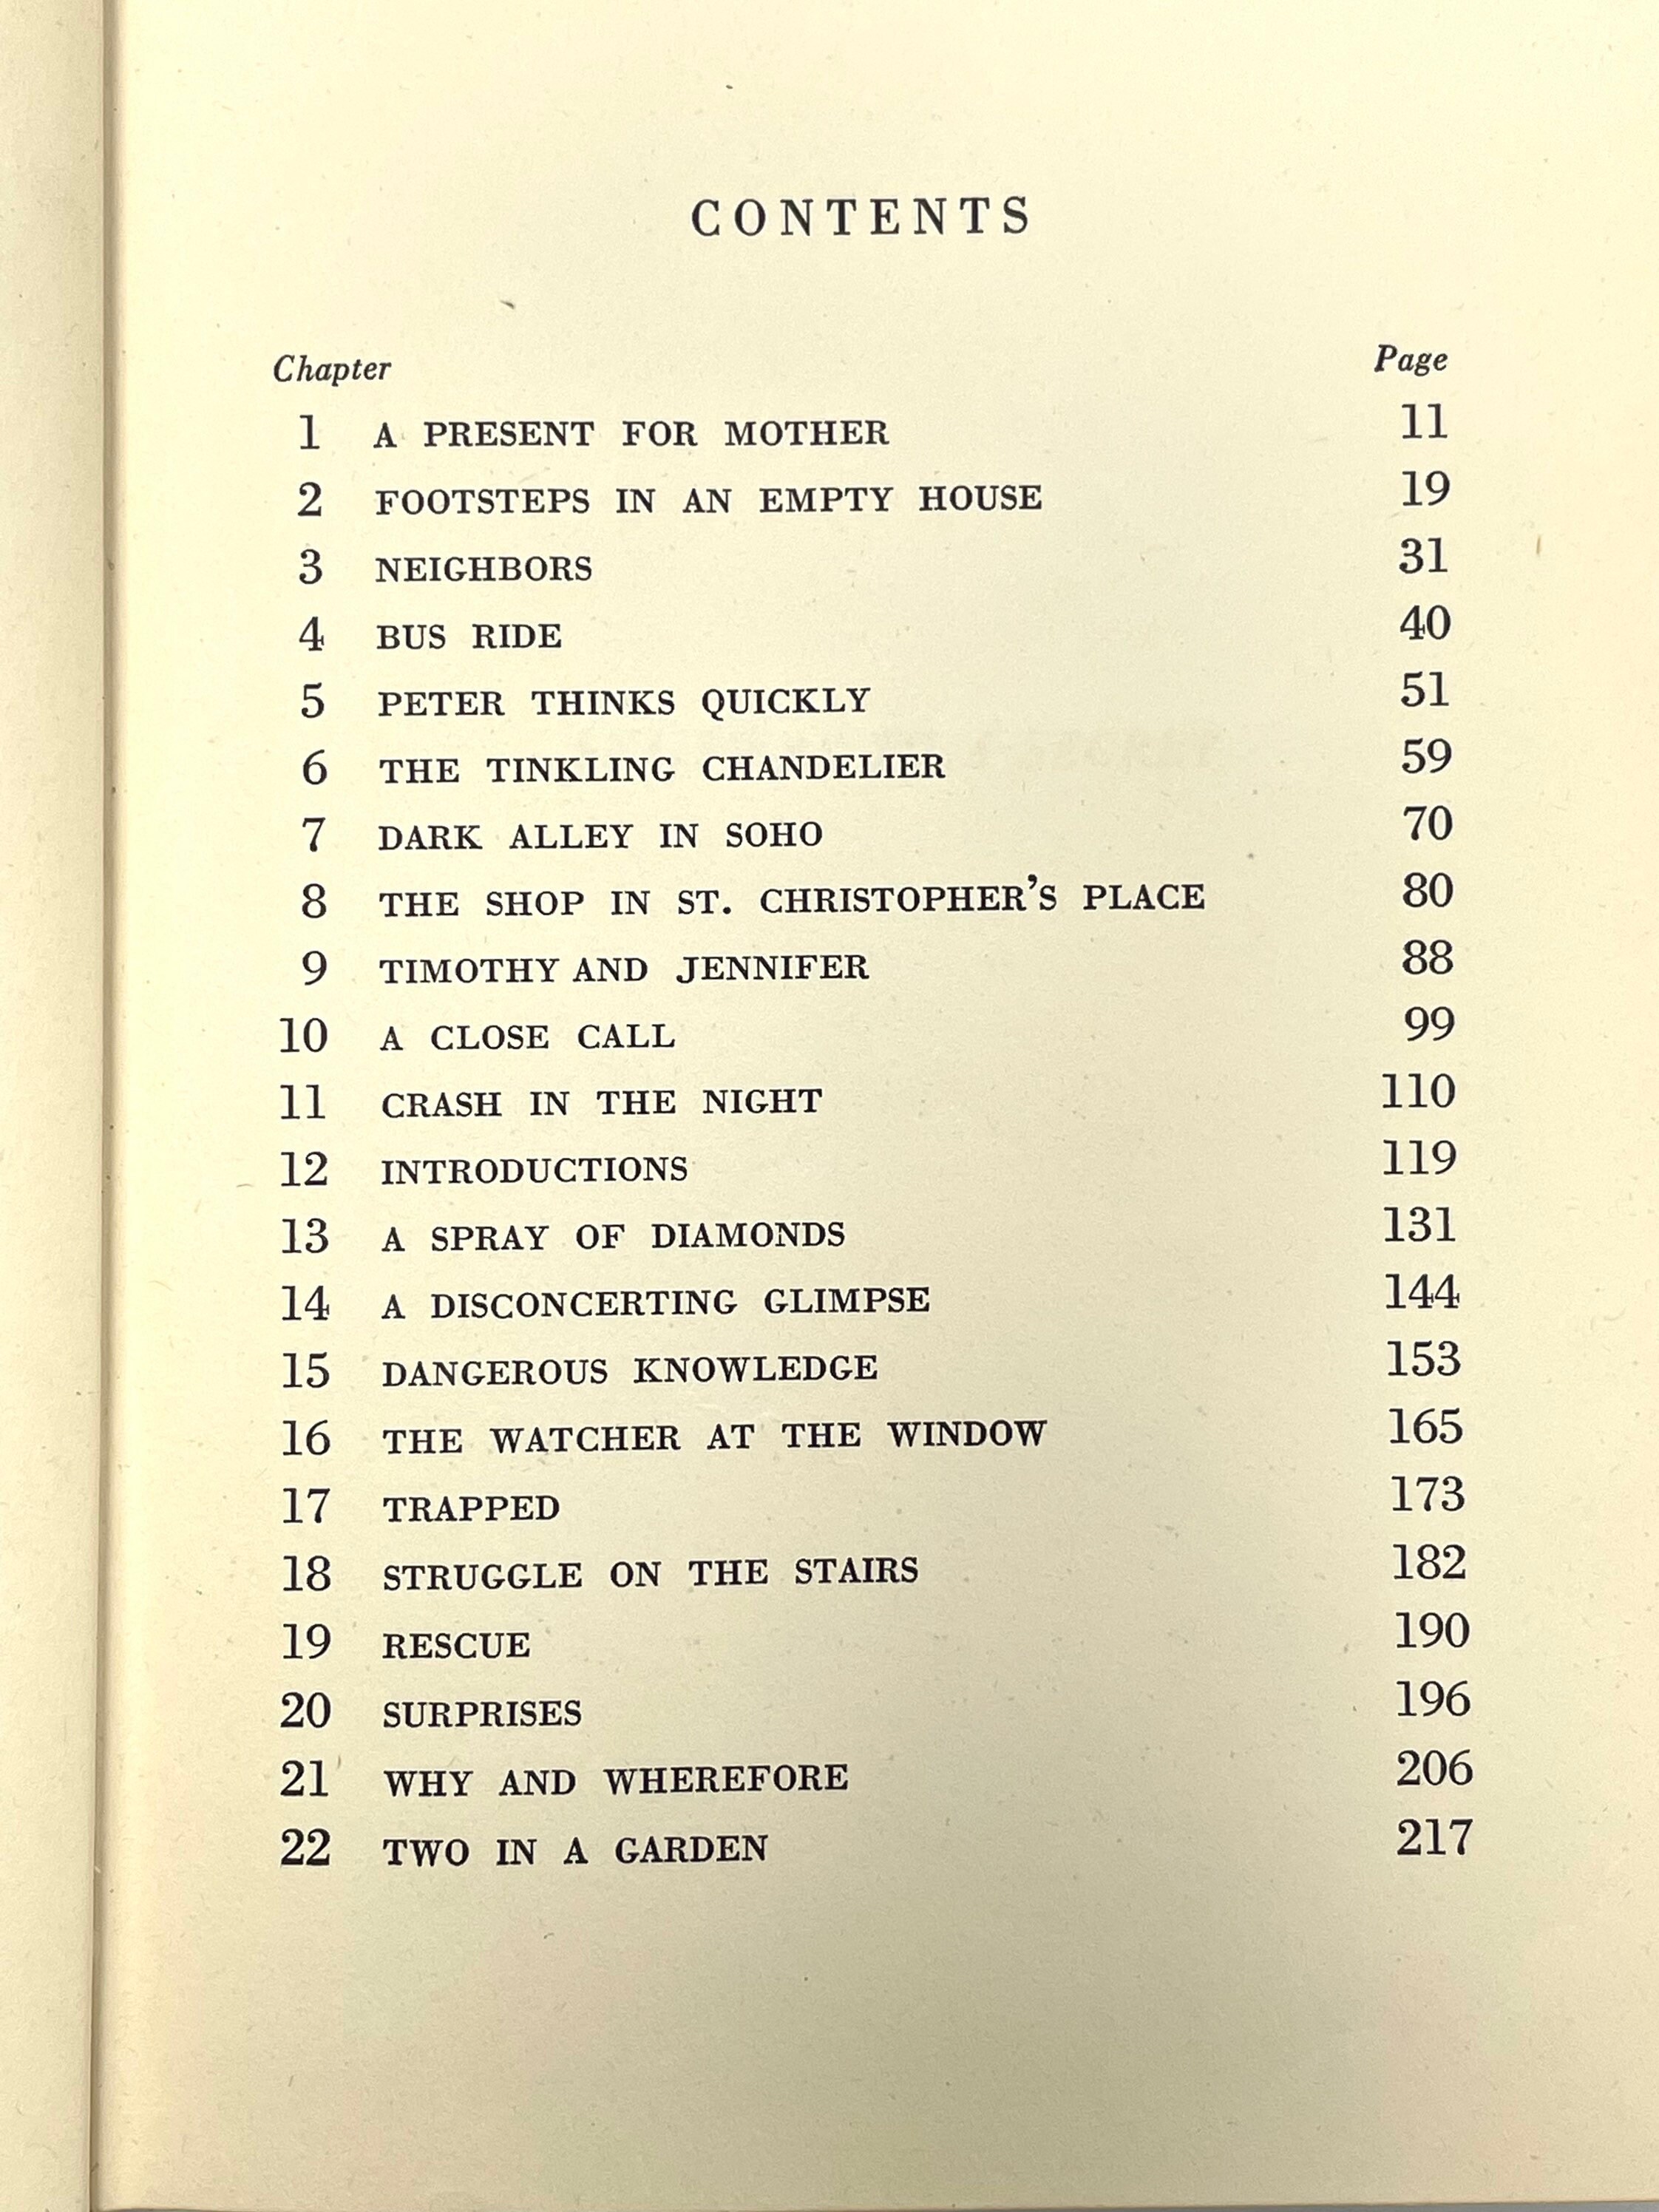 CONTENTS
Chapter Page
1 A PRESENT FOR MOTHER 11
2 FOOTSTEPS IN AN EMPTY HOUSE 19
3 NEIGHBORS 31
4 BUS RIDE 40
5 PETER THINKS QUICKLY 51
6 THE TINKLING CHANDELIER 59
7 DARK ALLEY IN SOHO 70
8 THE SHOP IN ST. CHRISTOPHER'S PLACE 80
9 TIMOTHY AND JENNIFER 88
10 A CLOSE CALL 99
11 CRASH IN THE NIGHT 110
12 INTRODUCTIONS 119
13 A SPRAY OF DIAMONDS 131
14 A DISCONCERTING GLIMPSE 144
15 DANGEROUS KNOWLEDGE 153
16 THE WATCHER AT THE WINDOW 165
17 TRAPPED 173
18 STRUGGLE ON THE STAIRS 182
19 RESCUE 190
20 SURPRISES 196
21 WHY AND WHEREFORE 206
22 TWO IN A GARDEN 217